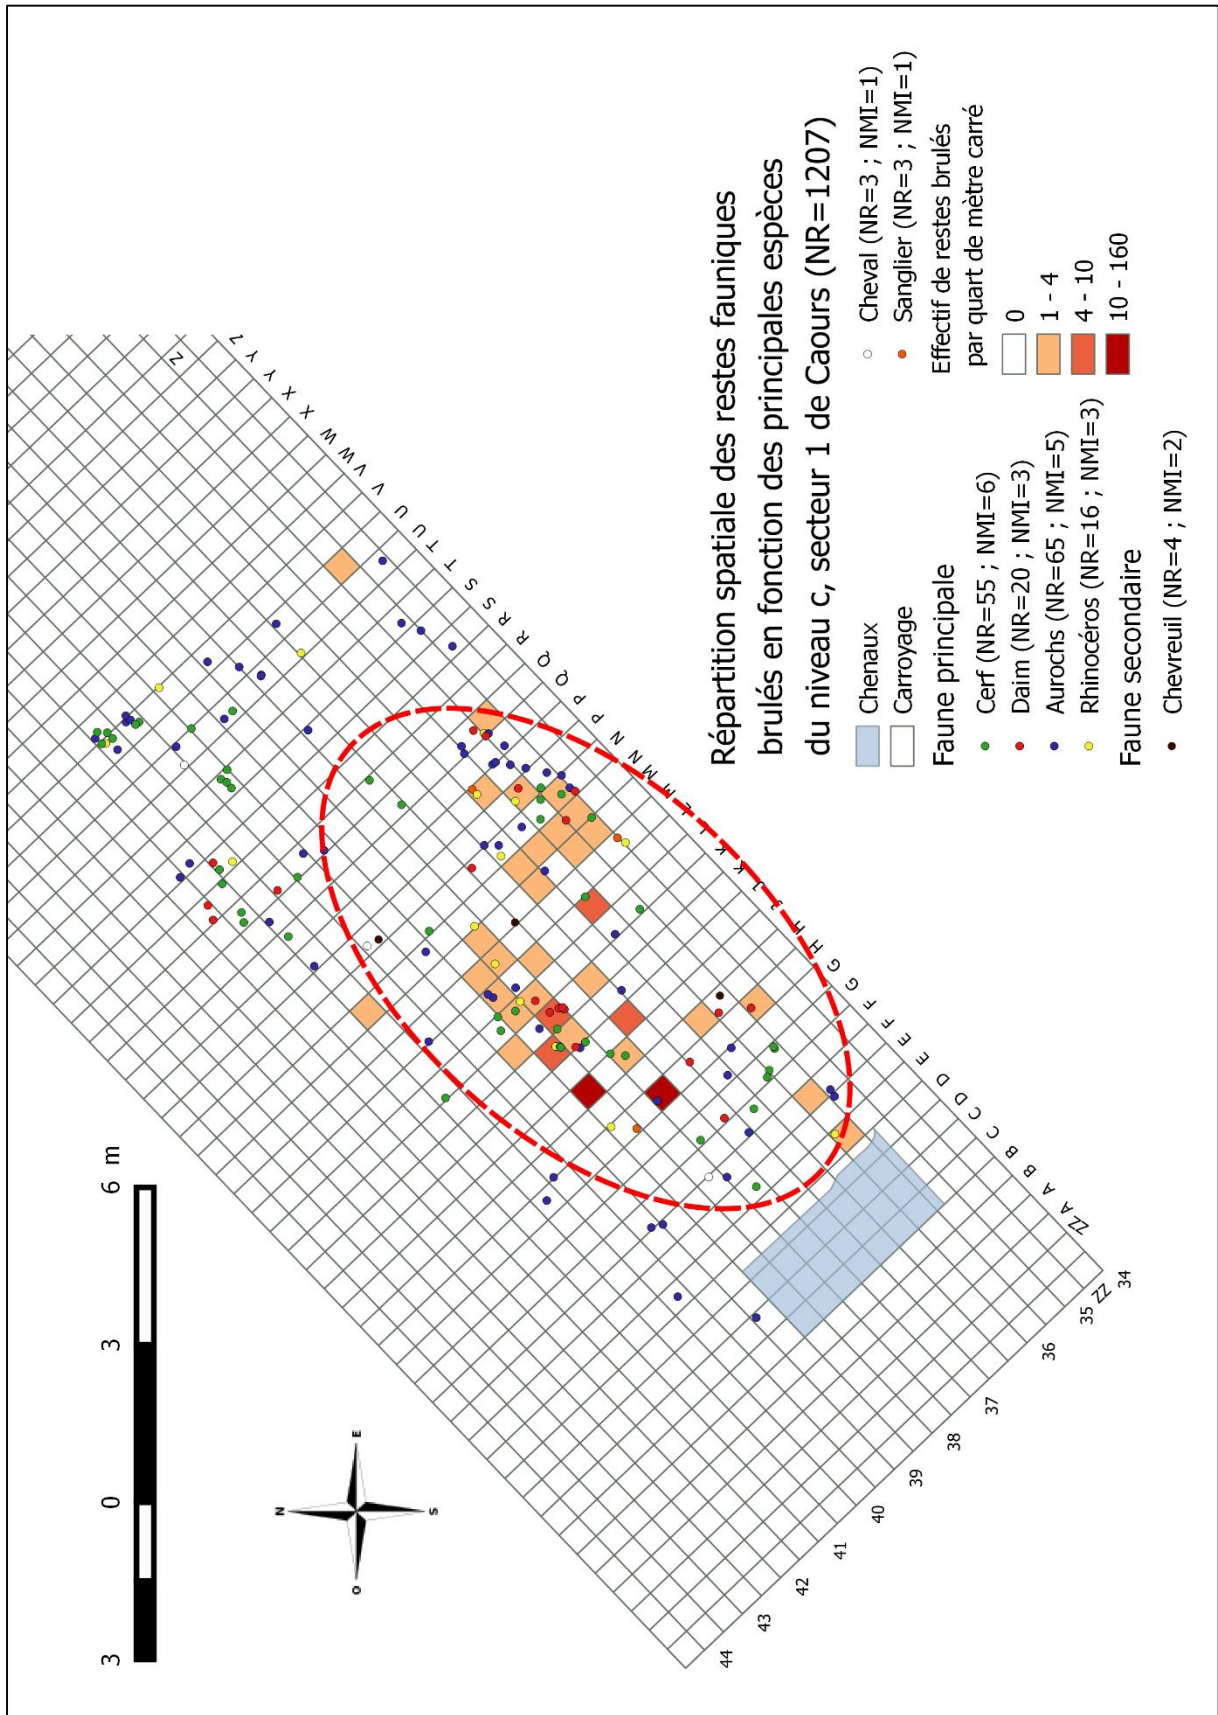 3 0 3 6 m
N
O E
S
44
43
42
41
40
39
38
37
36
35
34
ZZ
ZZ
A
A
B
B
C
C
D
E
E
F
F
G
G
H
H
J
J
K
K
L
L
M
N
N
P
P
Q
Q
R
S
S
T
T
U
U
V
V
W
W
X
X
Y
Y
Z
Z
Répartition spatiale des restes fauniques
brulés en fonction des principales espèces
du niveau c, secteur 1 de Caours (NR=1207)
Chenaux
Carroyage
Faune principale
Cerf (NR=55 ; NMI=6)
Daim (NR=20 ; NMI=3)
Aurochs (NR=65 ; NMI=5)
Rhinocéros (NR=16 ; NMI=3)
Faune secondaire
Chevreuil (NR=4 ; NMI=2)
Cheval (NR=3 ; NMI=1)
Sanglier (NR=3 ; NMI=1)
Effectif de restes brulés
par quart de mètre carré
0
1 - 4
4 - 10
10 - 160